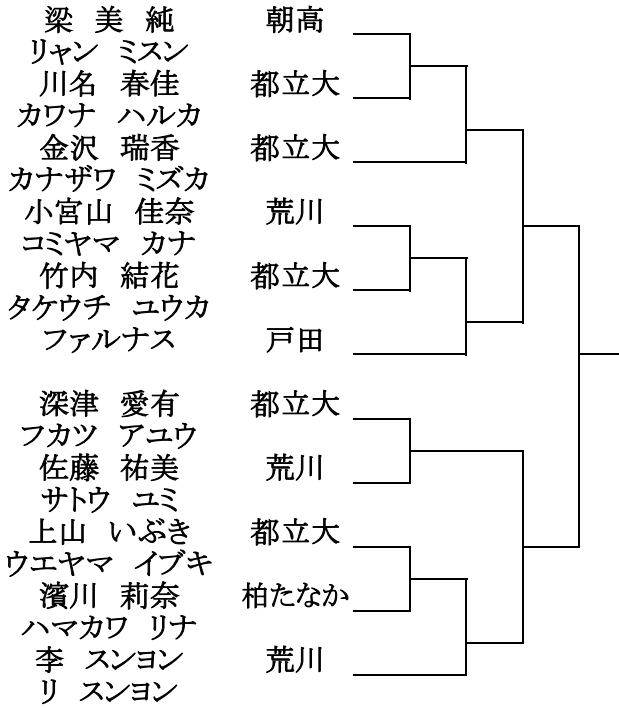 梁　美　純　朝高
リャン　ミスン
川名　春佳　都立大
カワナ　ハルカ
金沢　瑞香　都立大
カナザワ　ミズカ
小宮山　佳奈　荒川
コミヤマ　カナ
竹内　結花　都立大
タケウチ　ユウカ
ファルナス　戸田
深津　愛有　都立大
フカツ　アユウ
佐藤　祐美　荒川
サトウ　ユミ
上山　いぶき　都立大
ウエヤマ　イブキ
濱川　莉奈　柏たなか
ハマカワ　リナ
李　スンヨン　荒川
リ　スンヨン